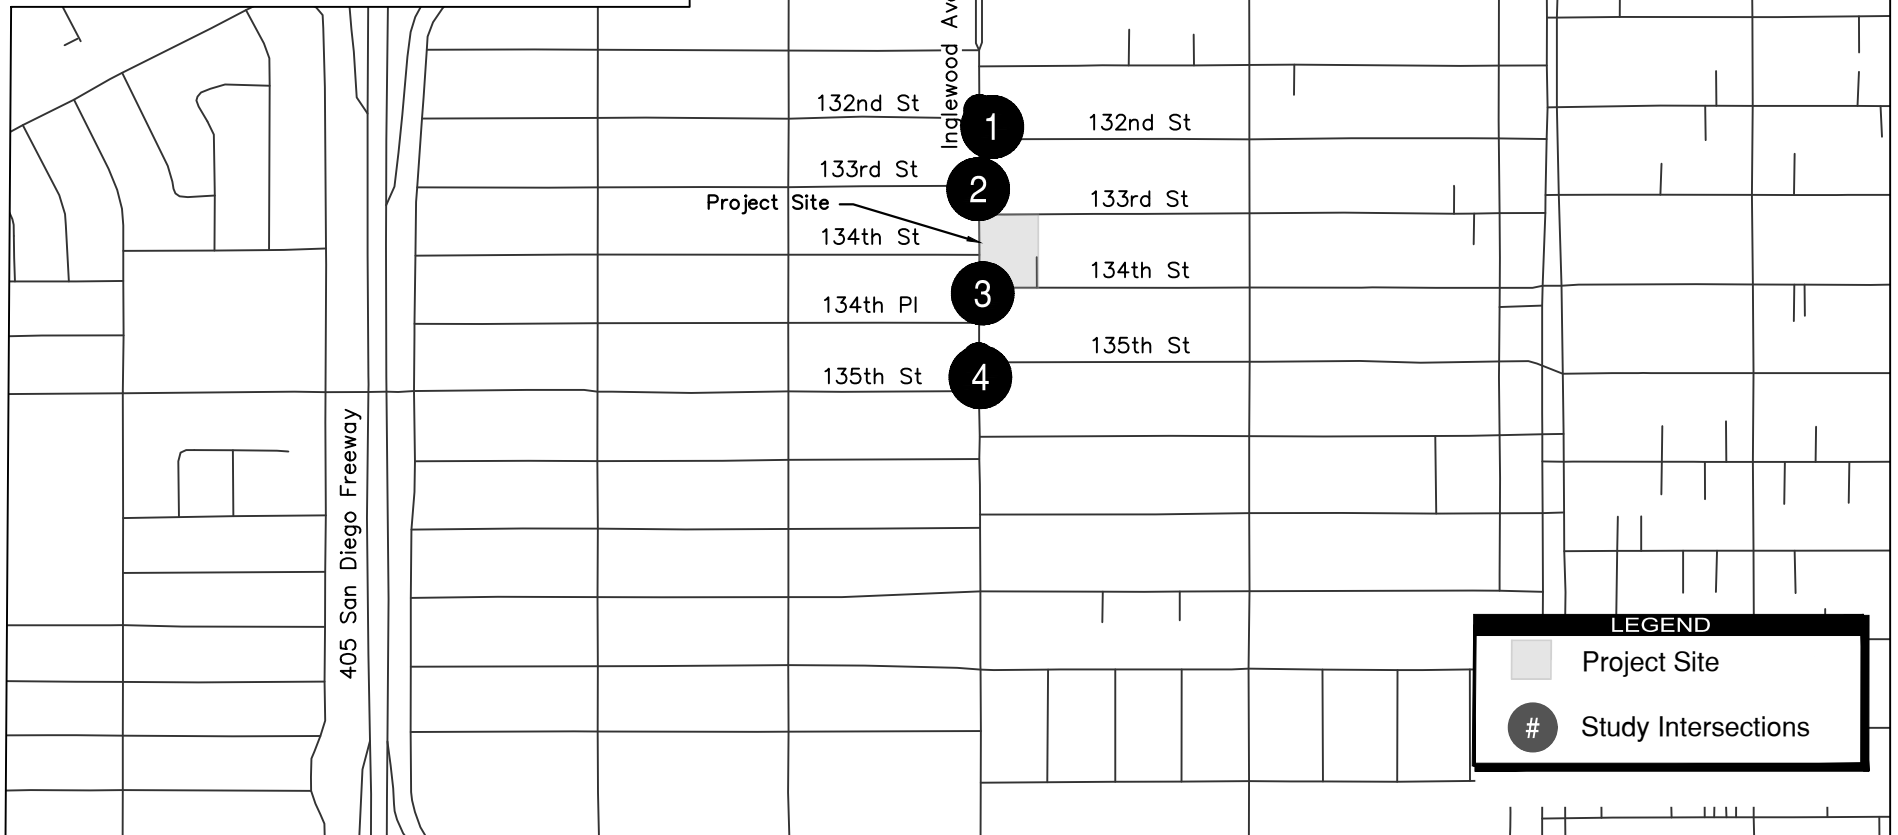 Inglewood Ave
132nd St
1
132nd St
133rd St
2
133rd St
Project Site
134th St
134th St
3
134th Pl
135th St
135th St
4
405 San Diego Freeway
LEGEND
Project Site
# Study Intersections